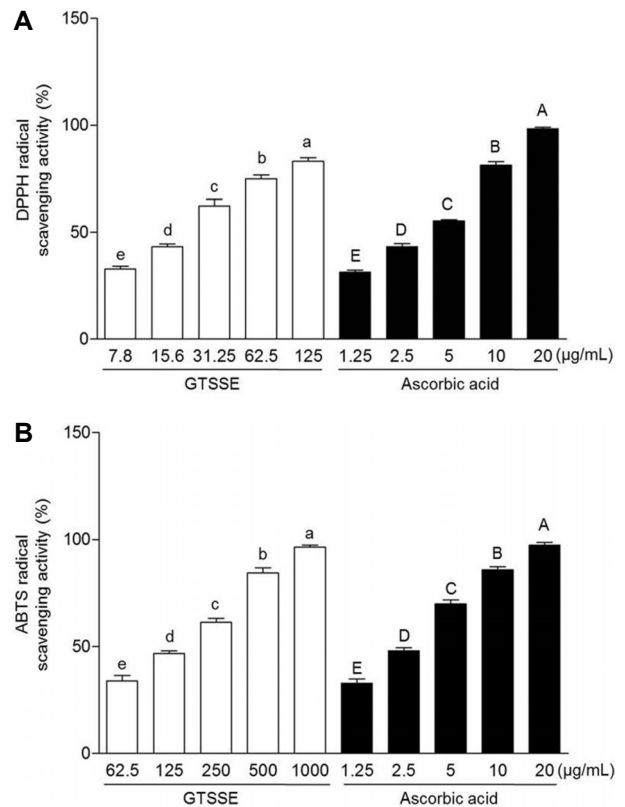 A
150
100
50
0
DPPH radical
scavenging activity (%)
e d c b a E D C B A
7.8 15.6 31.25 62.5 125 1.25 2.5 5 10 20 (μg/mL)
GTSSE Ascorbic acid
B
150
100
50
0
ABTS radical
scavenging activity (%)
e d c b a E D C B A
62.5 125 250 500 1000 1.25 2.5 5 10 20 (μg/mL)
GTSSE Ascorbic acid